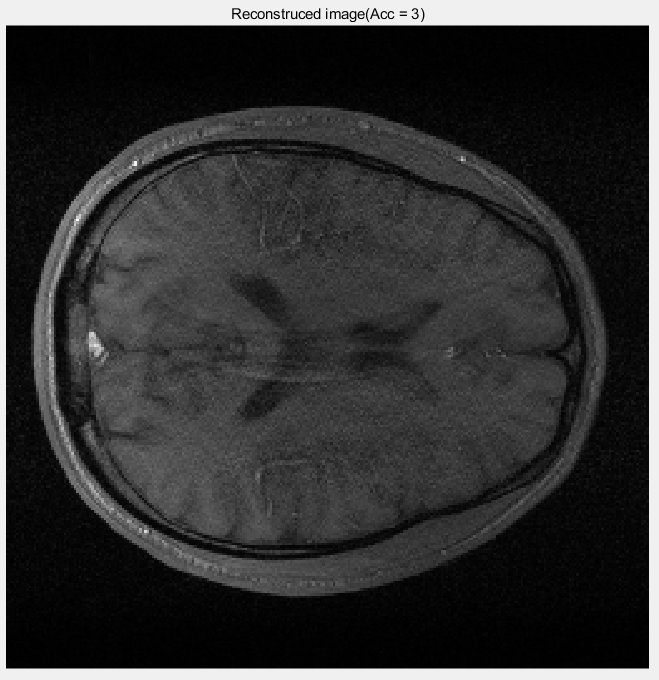 Reconstruced image(Acc = 3)